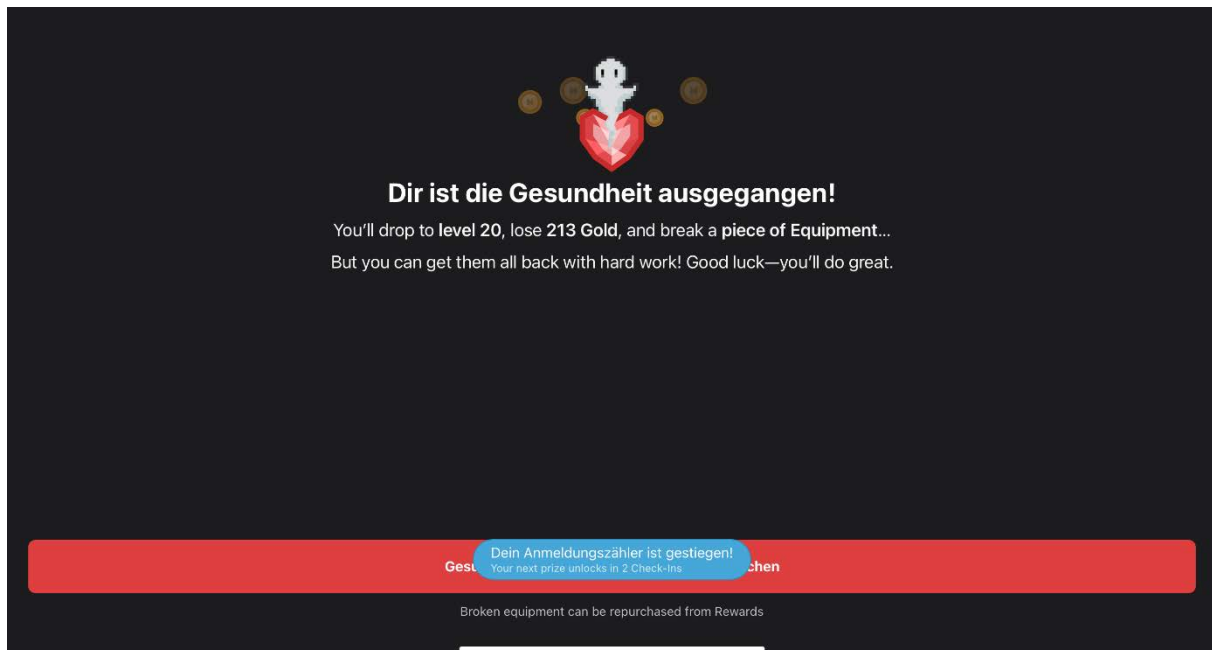 Dir ist die Gesundheit ausgegangen!
You'll drop to level 20, lose 213 Gold, and break a piece of Equipment...
But you can get them all back with hard work! Good luck—you'll do great.
Dein Anmeldungszähler ist gestiegen!
Your next prize unlocks in 2 Check-Ins
Broken equipment can be repurchased from Rewards